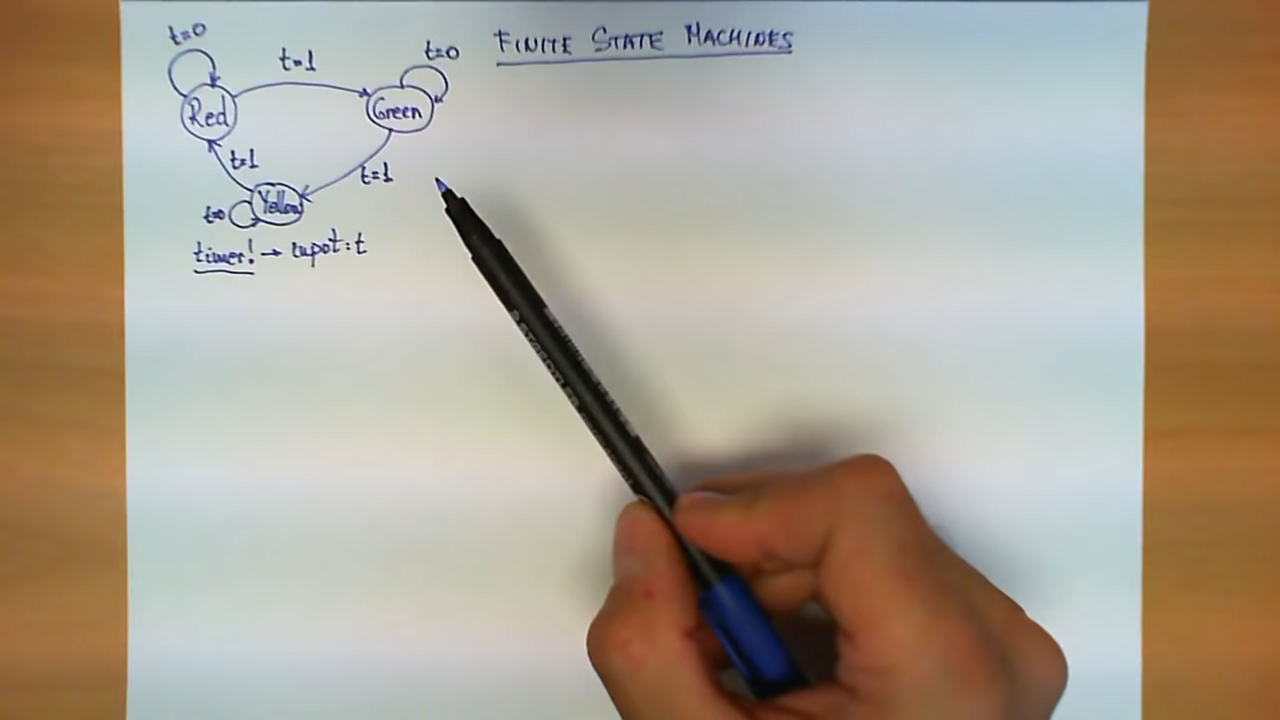 FINITE STATE MACHINES
t=0
t=1
t=0
Red
Green
t=1
t=1
t=0
Yellow
timer! → input: t